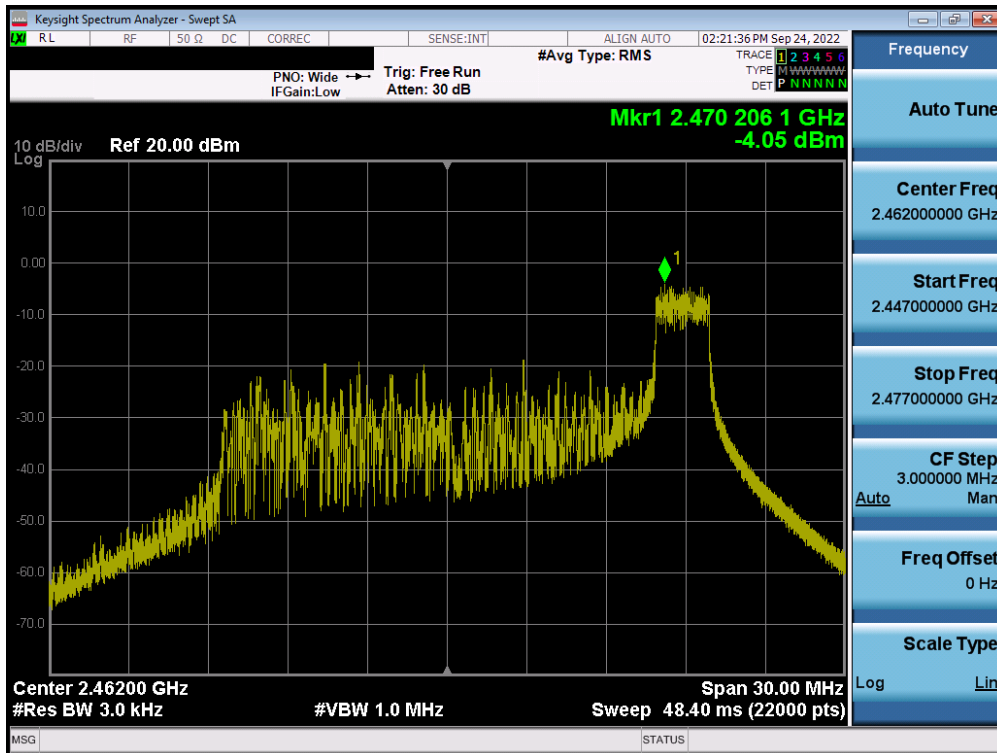 Keysight Spectrum Analyzer - Swept SA
LXI RL RF 50 Ω DC CORREC SENSE:INT ALIGN AUTO 02:21:36 PM Sep 24, 2022
Frequency
#Avg Type: RMS
TRACE 1 2 3 4 5 6
PNO: Wide Trig: Free Run
TYPE M WWWWW
IFGain:Low Atten: 30 dB
DET P N N N N N
Auto Tune
Mkr1 2.470 206 1 GHz
-4.05 dBm
10 dB/div Ref 20.00 dBm
Log
1
10.0
0.00
-10.0
-20.0
-30.0
-40.0
-50.0
-60.0
-70.0
Center Freq
2.462000000 GHz
Start Freq
2.447000000 GHz
Stop Freq
2.477000000 GHz
CF Step
3.000000 MHz
Auto Man
Freq Offset
0 Hz
Scale Type
Log Lin
Center 2.46200 GHz Span 30.00 MHz
#Res BW 3.0 kHz #VBW 1.0 MHz Sweep 48.40 ms (22000 pts)
MSG STATUS